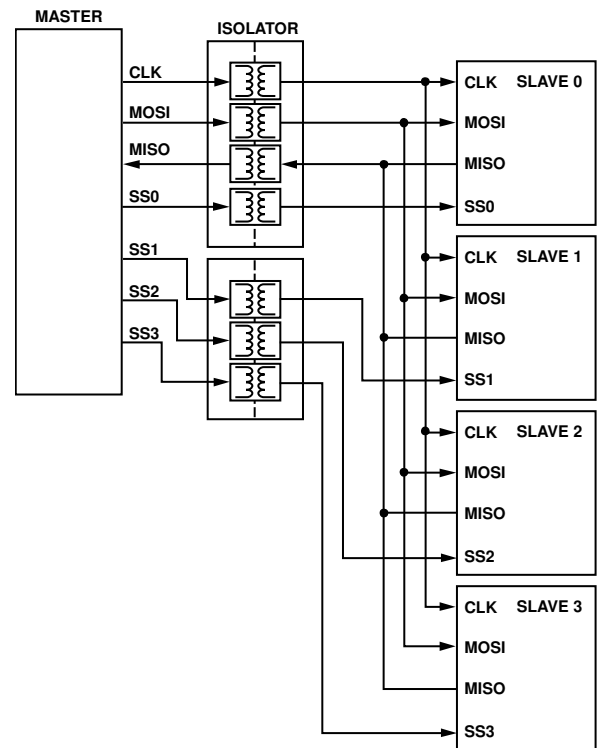 MASTER
ISOLATOR
CLK
MOSI
MISO
SS0
SS1
SS2
SS3
CLK SLAVE 0
MOSI
MISO
SS0
CLK SLAVE 1
MOSI
MISO
SS1
CLK SLAVE 2
MOSI
MISO
SS2
CLK SLAVE 3
MOSI
MISO
SS3